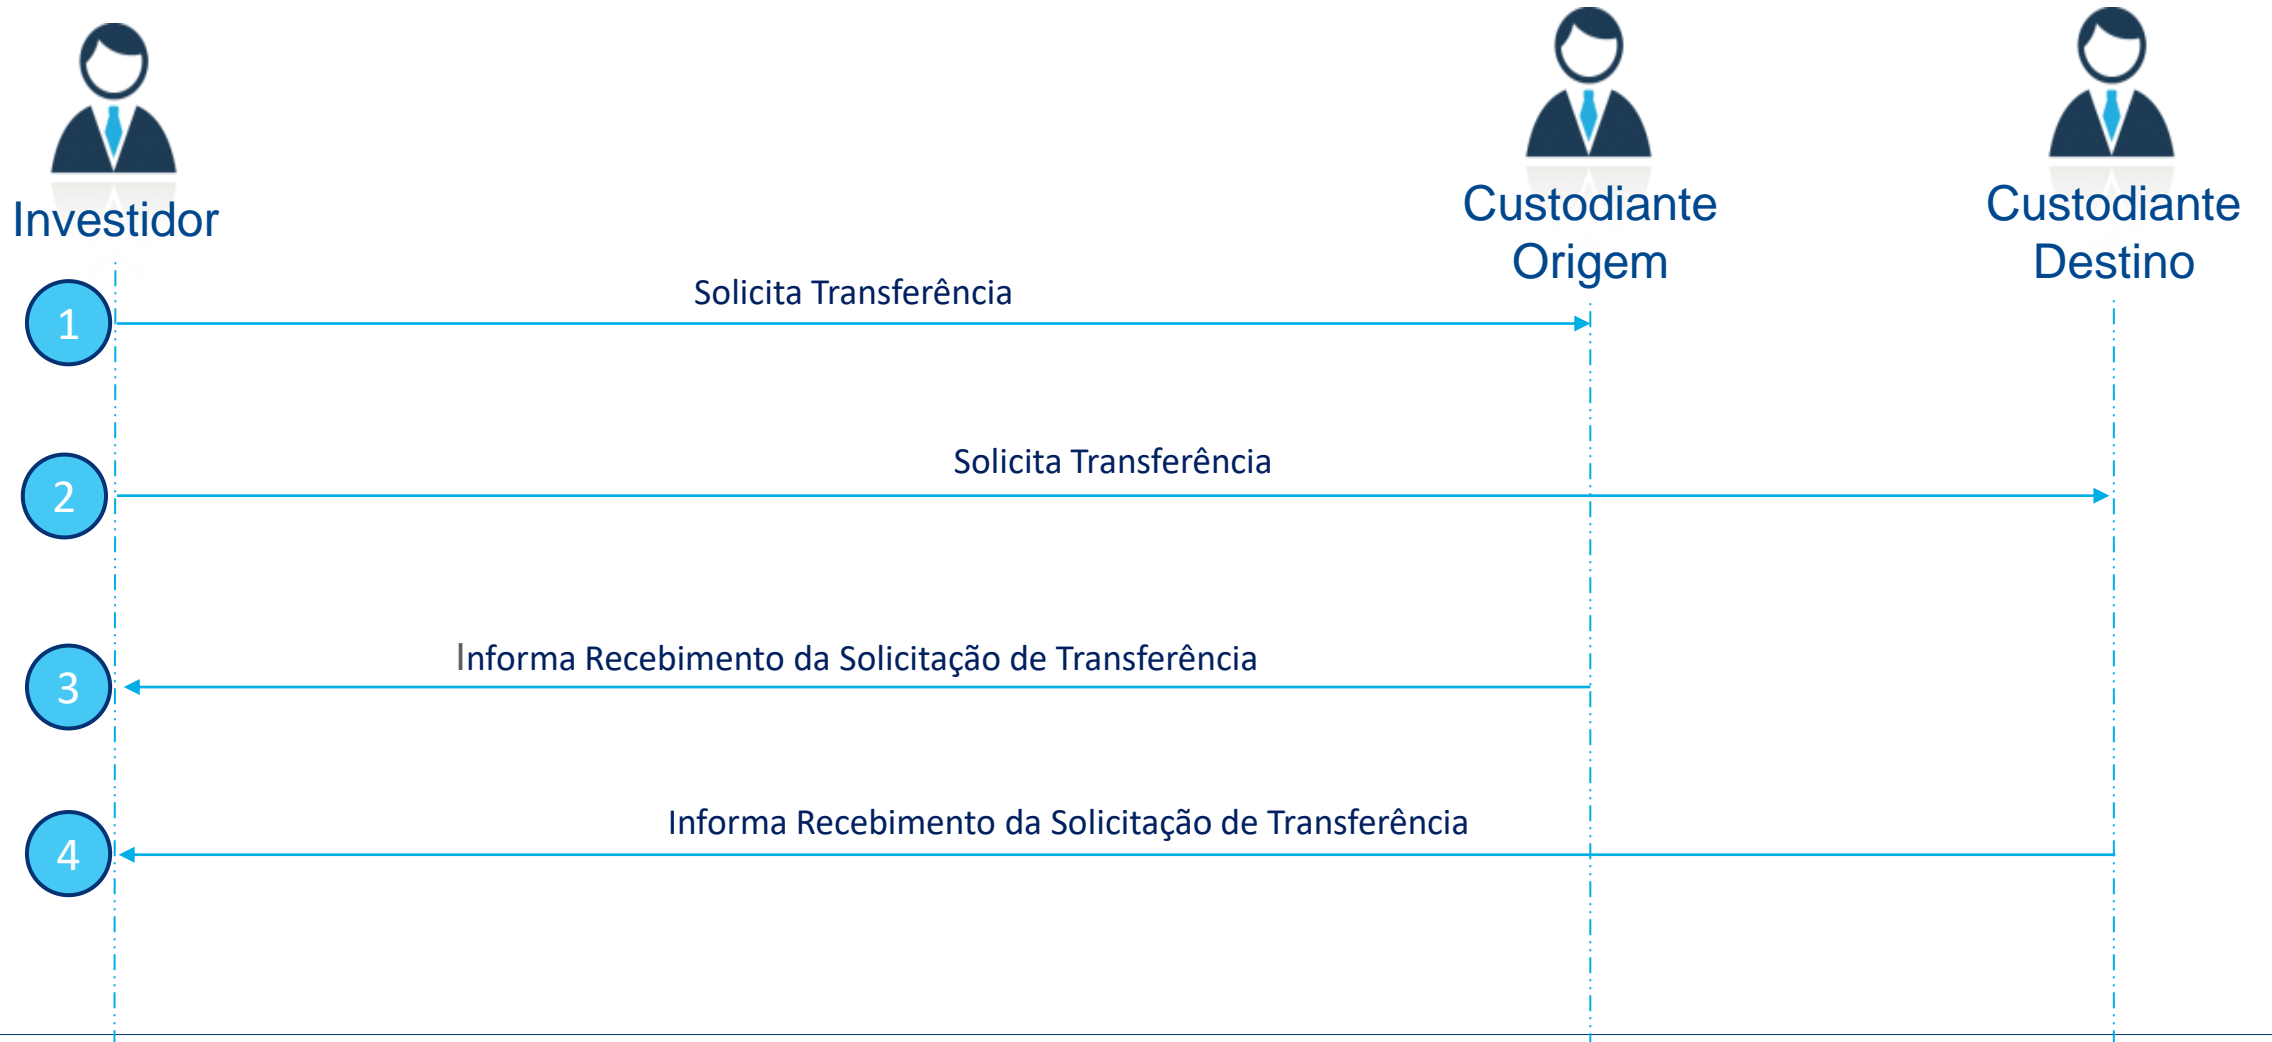 Investidor
Custodiante
Origem
Custodiante
Destino
1
Solicita Transferência
2
Solicita Transferência
3
Informa Recebimento da Solicitação de Transferência
4
Informa Recebimento da Solicitação de Transferência